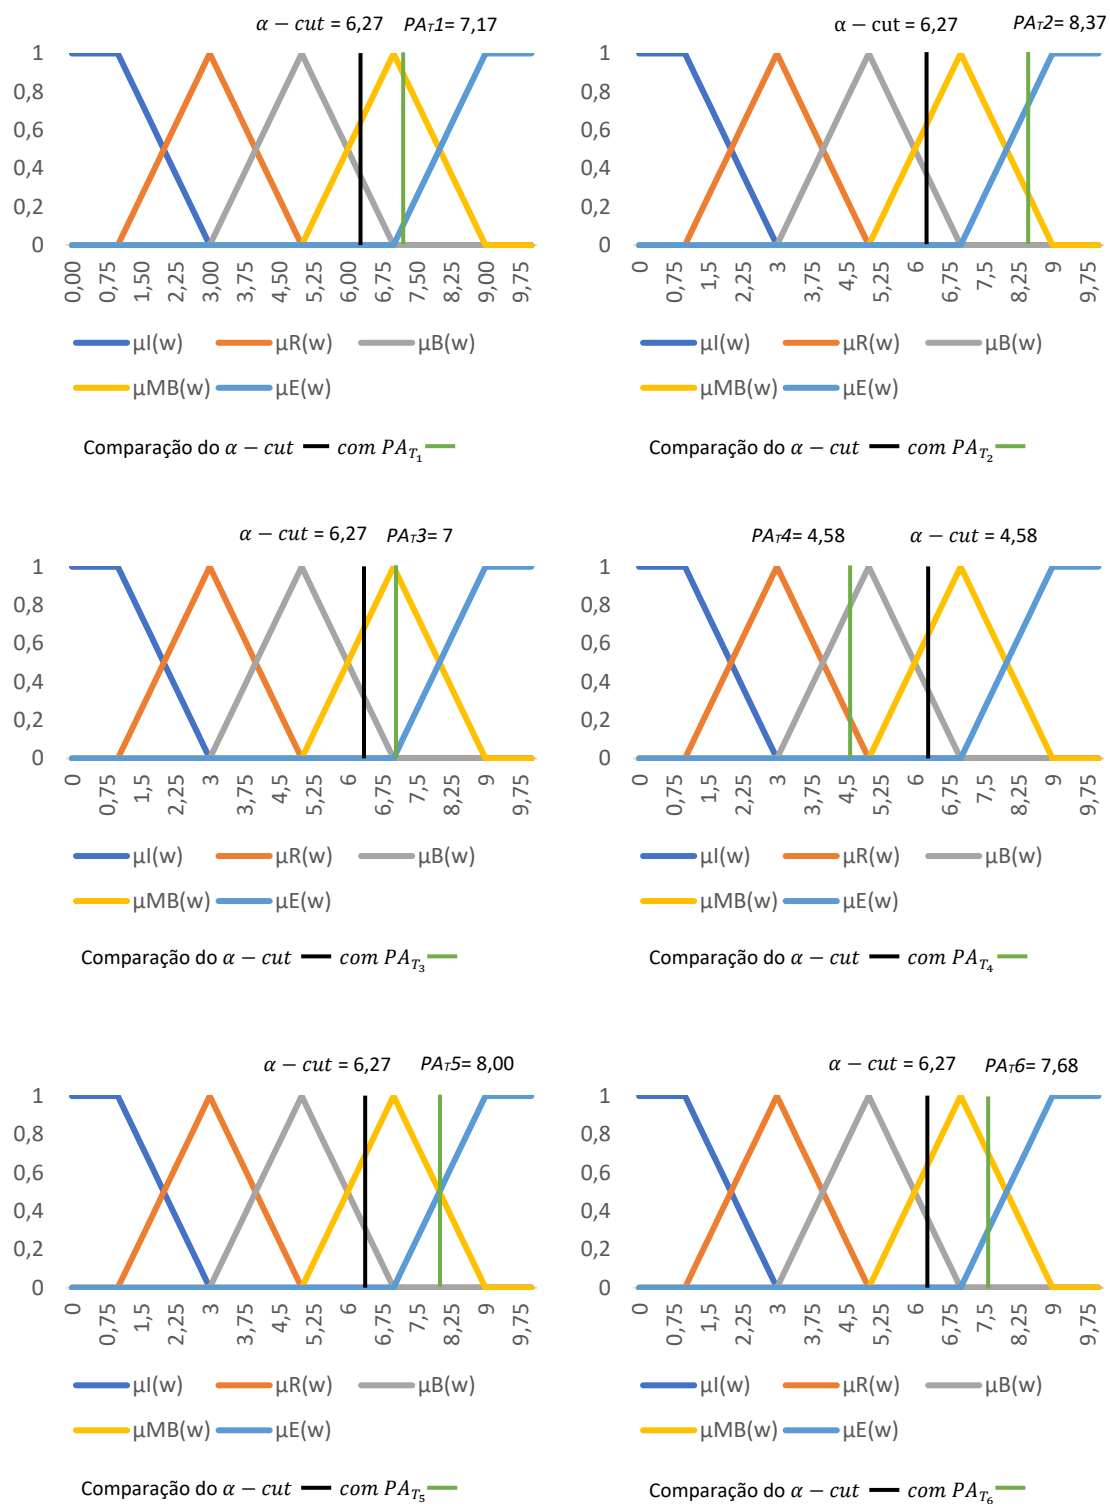 α − cut = 6,27 PA_T1= 7,17
1
0,8
0,6
0,4
0,2
0
0,00 0,75 1,50 2,25 3,00 3,75 4,50 5,25 6,00 6,75 7,50 8,25 9,00 9,75
μI(w) μR(w) μB(w)
μMB(w) μE(w)
Comparação do α − cut com PA_T₁
α − cut = 6,27 PA_T2= 8,37
1
0,8
0,6
0,4
0,2
0
0 0,75 1,5 2,25 3 3,75 4,5 5,25 6 6,75 7,5 8,25 9 9,75
μI(w) μR(w) μB(w)
μMB(w) μE(w)
Comparação do α − cut com PA_T₂
α − cut = 6,27 PA_T3= 7
1
0,8
0,6
0,4
0,2
0
0 0,75 1,5 2,25 3 3,75 4,5 5,25 6 6,75 7,5 8,25 9 9,75
μI(w) μR(w) μB(w)
μMB(w) μE(w)
Comparação do α − cut com PA_T₃
PA_T4= 4,58 α − cut = 4,58
1
0,8
0,6
0,4
0,2
0
0 0,75 1,5 2,25 3 3,75 4,5 5,25 6 6,75 7,5 8,25 9 9,75
μI(w) μR(w) μB(w)
μMB(w) μE(w)
Comparação do α − cut com PA_T₄
α − cut = 6,27 PA_T5= 8,00
1
0,8
0,6
0,4
0,2
0
0 0,75 1,5 2,25 3 3,75 4,5 5,25 6 6,75 7,5 8,25 9 9,75
μI(w) μR(w) μB(w)
μMB(w) μE(w)
Comparação do α − cut com PA_T₅
α − cut = 6,27 PA_T6= 7,68
1
0,8
0,6
0,4
0,2
0
0 0,75 1,5 2,25 3 3,75 4,5 5,25 6 6,75 7,5 8,25 9 9,75
μI(w) μR(w) μB(w)
μMB(w) μE(w)
Comparação do α − cut com PA_T₆